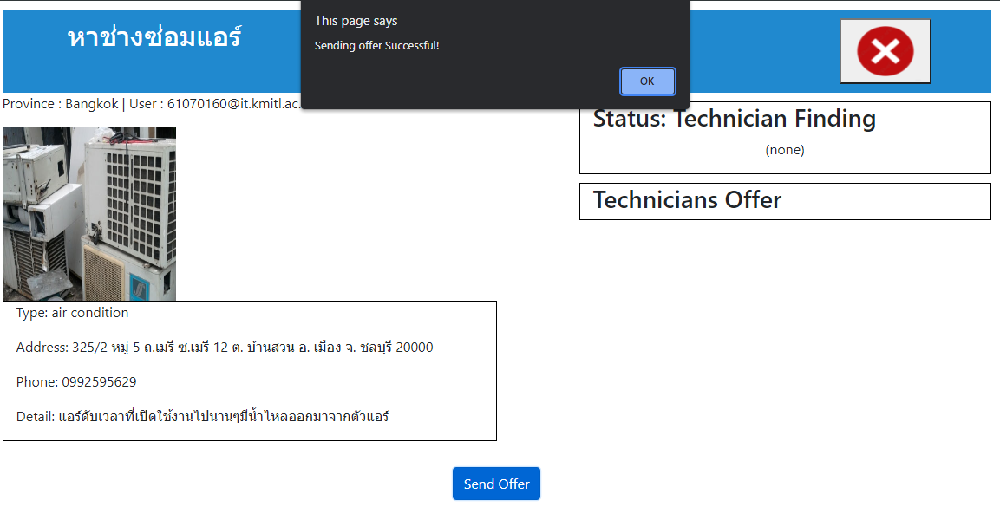 This page says
Sending offer Successful!
OK
หาช่างซ่อมแอร์
Province : Bangkok | User : 61070160@it.kmitl.ac.
Status: Technician Finding
(none)
Technicians Offer
Type: air condition
Address: 325/2 หมู่ 5 ถ.เมรี ซ.เมรี 12 ต. บ้านสวน อ. เมือง จ. ชลบุรี 20000
Phone: 0992595629
Detail: แอร์ดับเวลาที่เปิดใช้งานไปนานๆมีน้ำไหลออกมาจากตัวแอร์
Send Offer